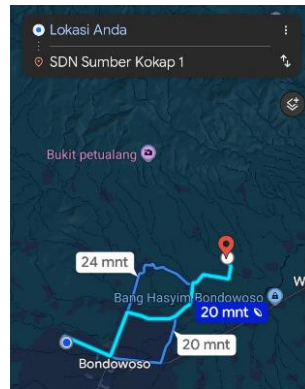 Lokasi Anda
SDN Sumber Kokap 1
Bukit petualang
24 mnt
Bang Hasyim Bondowoso
W
20 mnt
20 mnt
Bondowoso